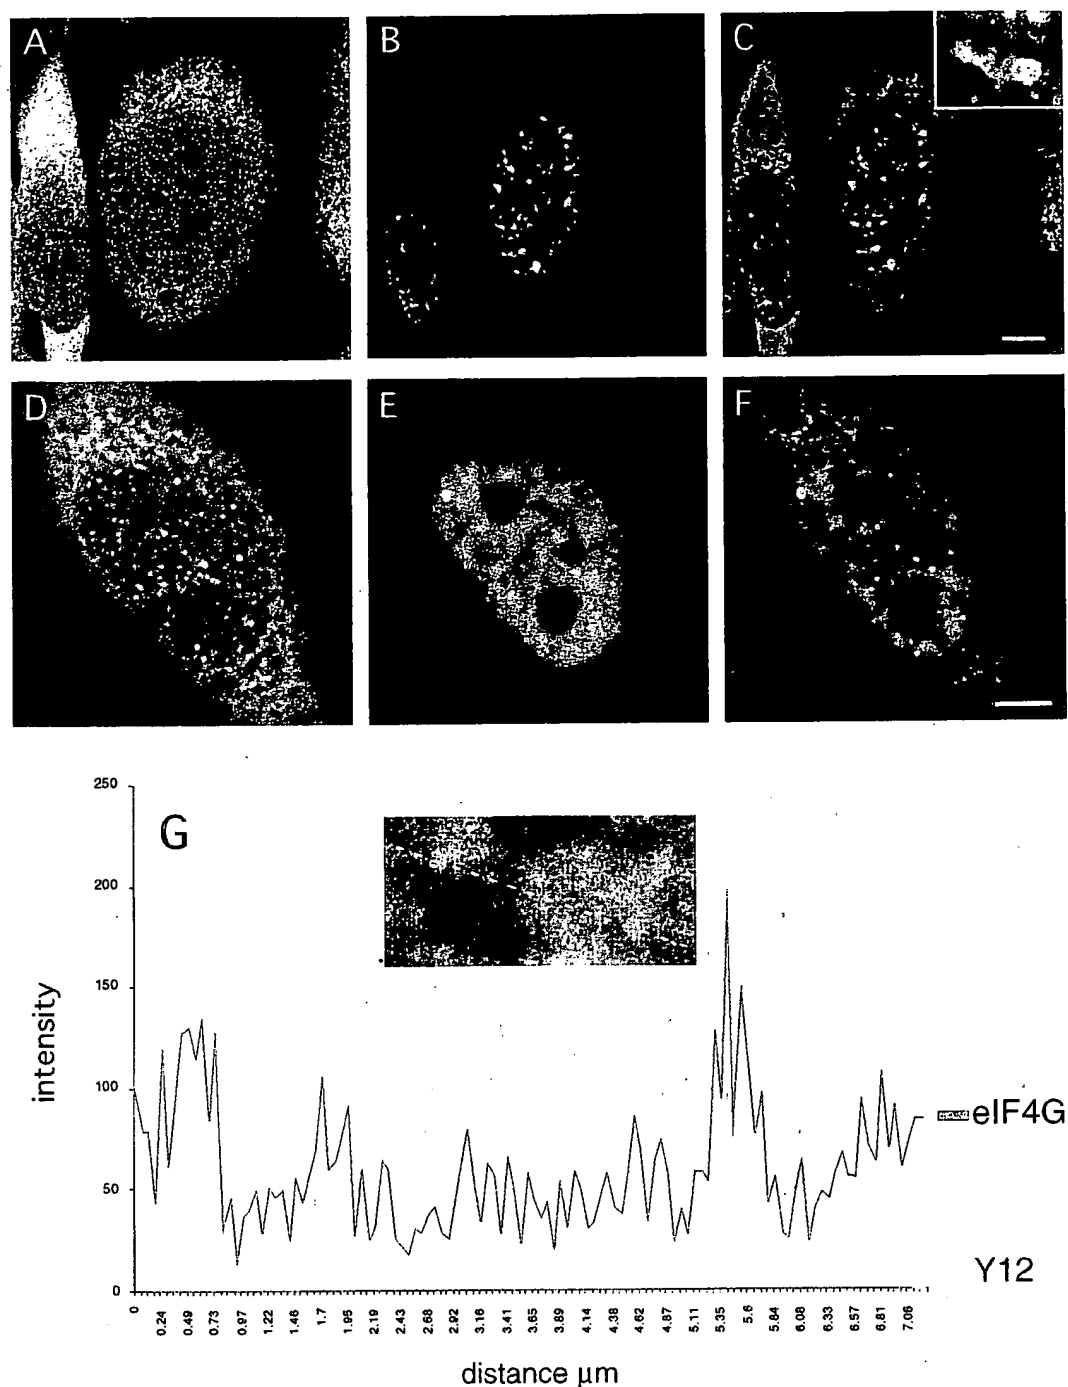 A
B
C
D
E
F
G
250
200
150
100
50
0
intensity
0 0.24 0.49 0.73 0.97 1.22 1.46 1.7 1.95 2.19 2.43 2.68 2.92 3.16 3.41 3.65 3.89 4.14 4.38 4.62 4.87 5.11 5.35 5.6 5.84 6.08 6.33 6.57 6.81 7.06
distance µm
eIF4G
Y12